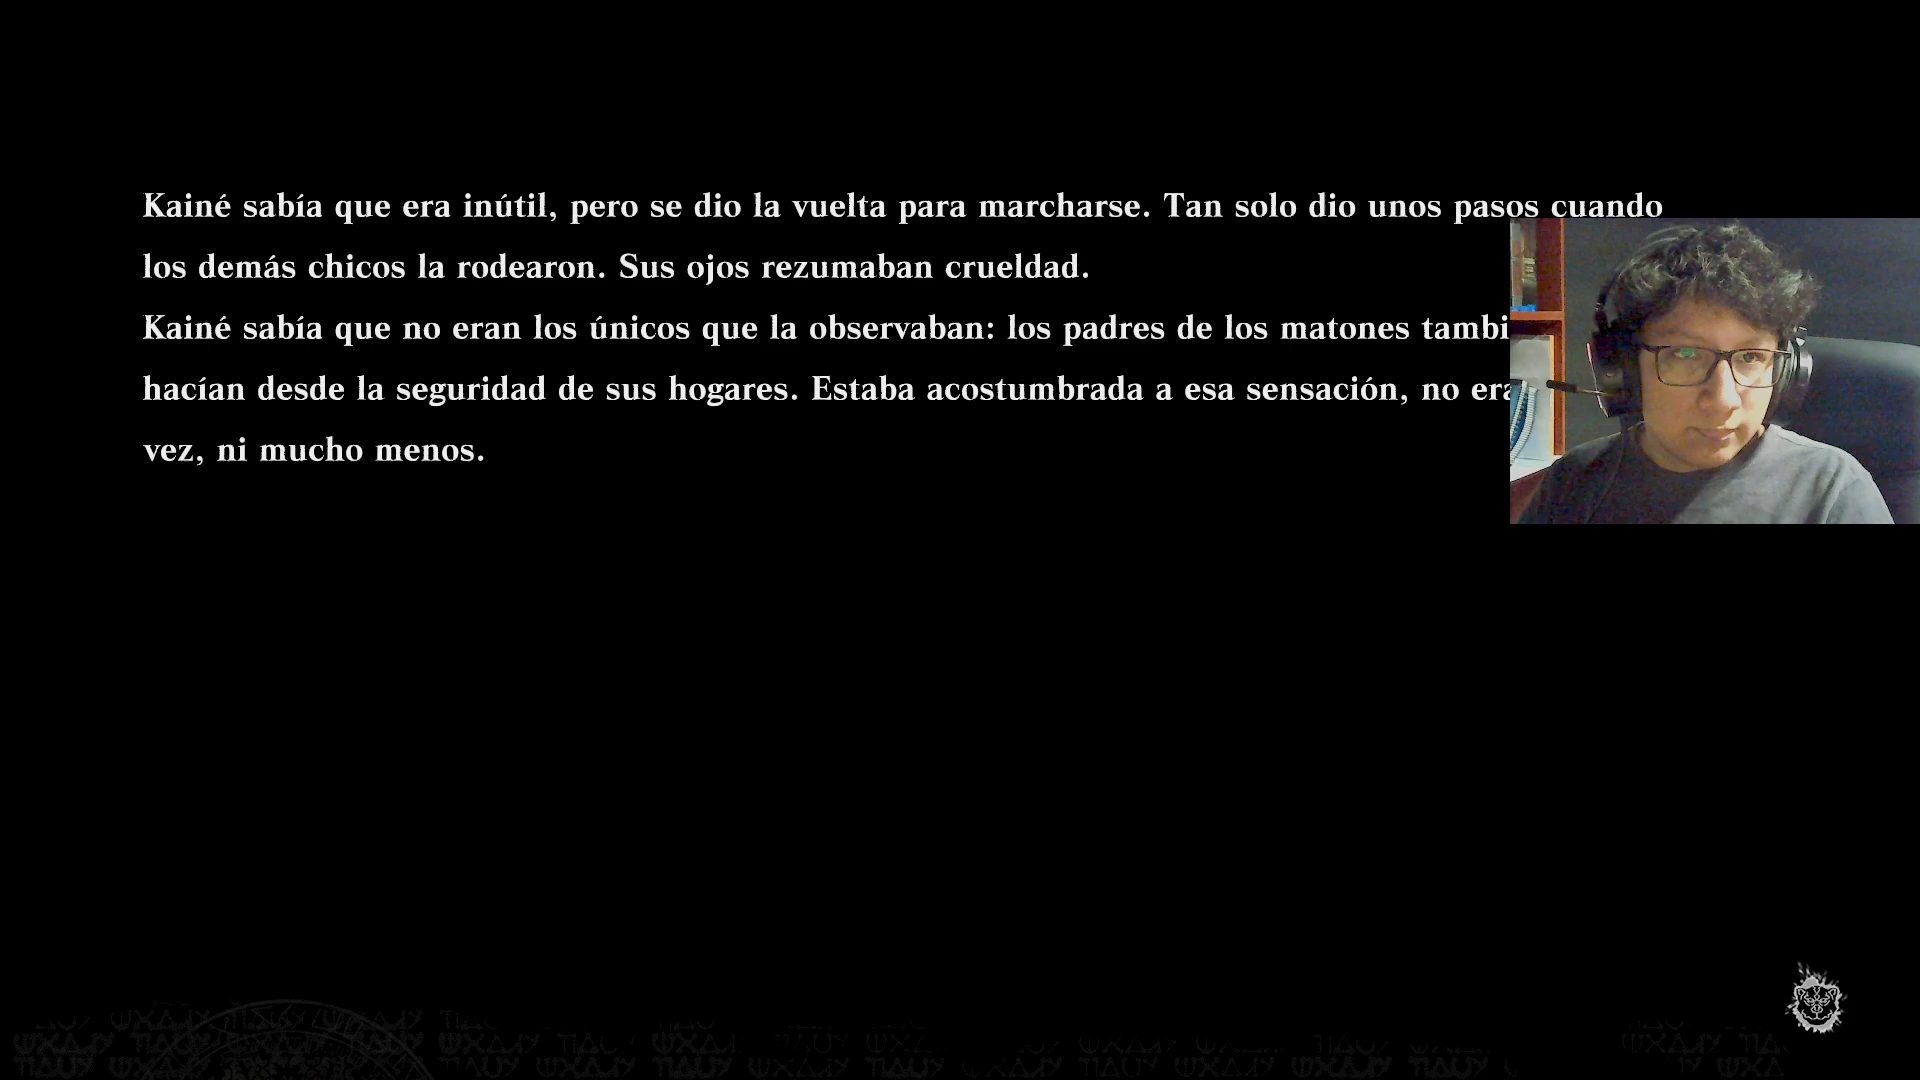 Kainé sabía que era inútil, pero se dio la vuelta para marcharse. Tan solo dio unos pasos cuando
los demás chicos la rodearon. Sus ojos rezumaban crueldad.
Kainé sabía que no eran los únicos que la observaban: los padres de los matones
hacían desde la seguridad de sus hogares. Estaba acostumbrada a esa sensación, no
vez, ni mucho menos.